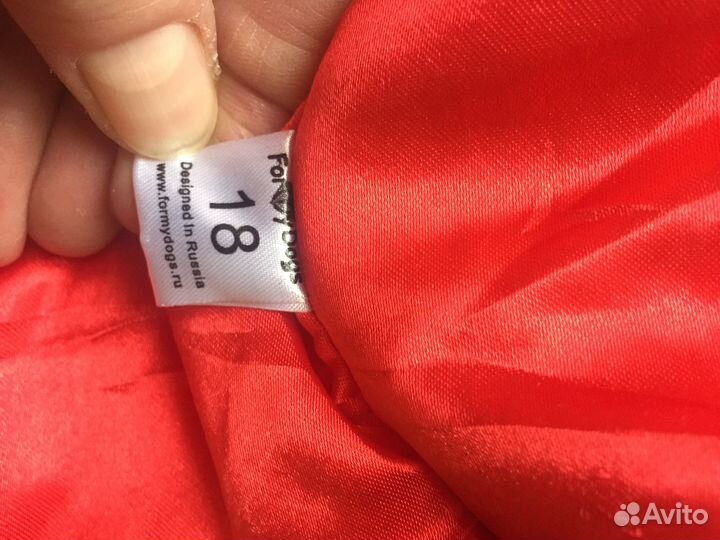 For My Dogs
18
Designed In Russia
www.formydogs.ru
Avito